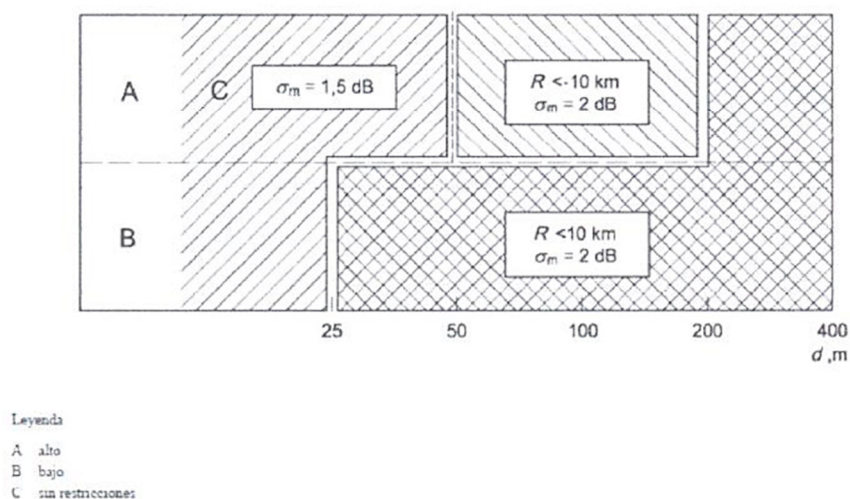 A
C
σm = 1,5 dB
R <-10 km
σm = 2 dB
B
R <10 km
σm = 2 dB
25 50 100 200 400
d ,m
Leyenda
A alto
B bajo
C sin restricciones